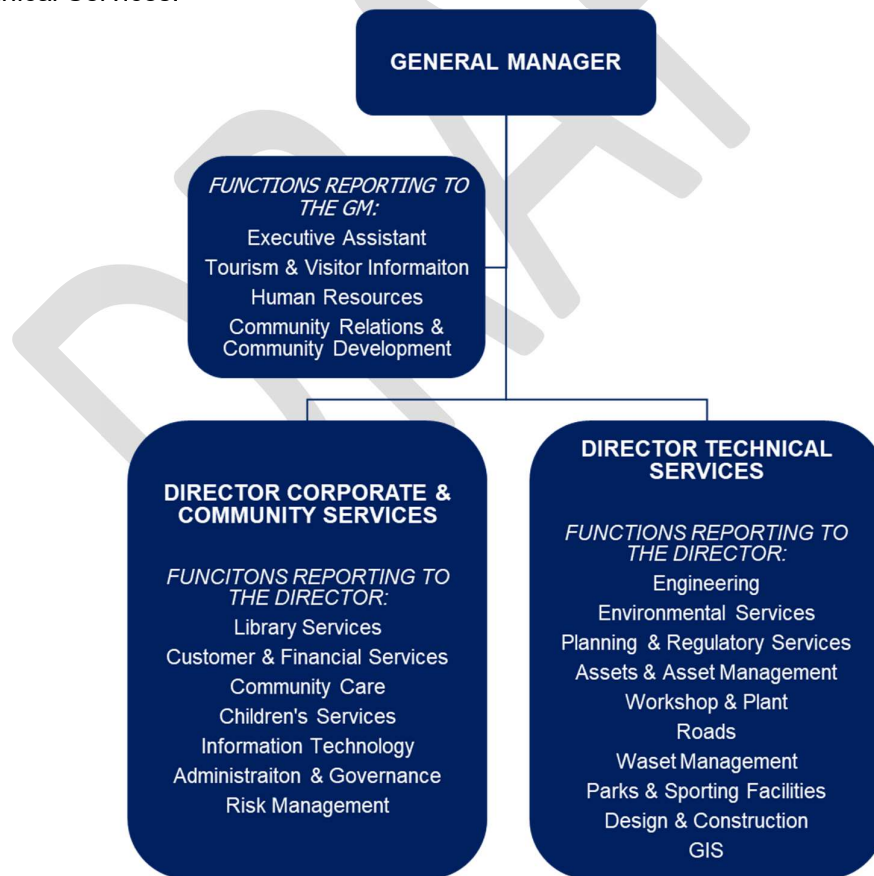 nical Services.
GENERAL MANAGER
FUNCTIONS REPORTING TO
THE GM:
Executive Assistant
Tourism & Visitor Informaiton
Human Resources
Community Relations &
Community Development
DIRECTOR CORPORATE &
COMMUNITY SERVICES
FUNCITONS REPORTING TO
THE DIRECTOR:
Library Services
Customer & Financial Services
Community Care
Children's Services
Information Technology
Administraiton & Governance
Risk Management
DIRECTOR TECHNICAL
SERVICES
FUNCTIONS REPORTING TO
THE DIRECTOR:
Engineering
Environmental Services
Planning & Regulatory Services
Assets & Asset Management
Workshop & Plant
Roads
Waset Management
Parks & Sporting Facilities
Design & Construction
GIS